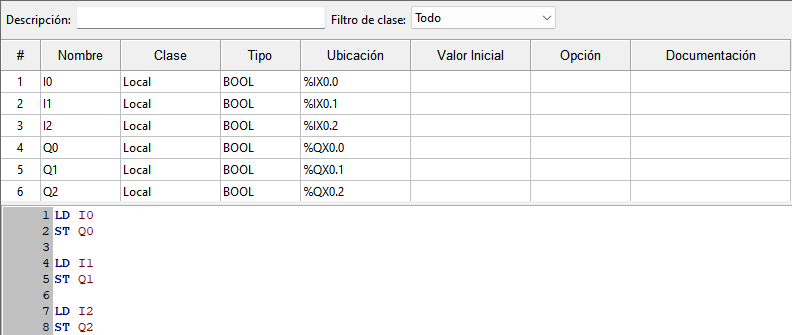 Descripción: Filtro de clase: Todo
# Nombre Clase Tipo Ubicación Valor Inicial Opción Documentación
1 I0 Local BOOL %IX0.0
2 I1 Local BOOL %IX0.1
3 I2 Local BOOL %IX0.2
4 Q0 Local BOOL %QX0.0
5 Q1 Local BOOL %QX0.1
6 Q2 Local BOOL %QX0.2
1 LD I0
2 ST Q0
3
4 LD I1
5 ST Q1
6
7 LD I2
8 ST Q2